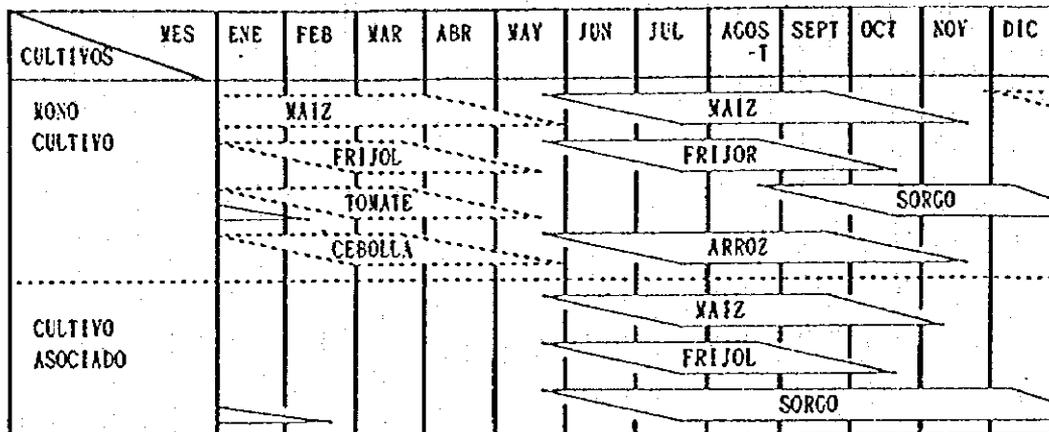 MES ENE FEB MAR ABR MAY JUN JUL AGOS SEPT OCT NOV DIC
CULTIVOS -T
MONO MAIZ MAIZ
CULTIVO
FRIJOL FRIJOR
TOMATE SORGO
CEBOLLA ARROZ
CULTIVO MAIZ
ASOCIADO FRIJOL
SORGO